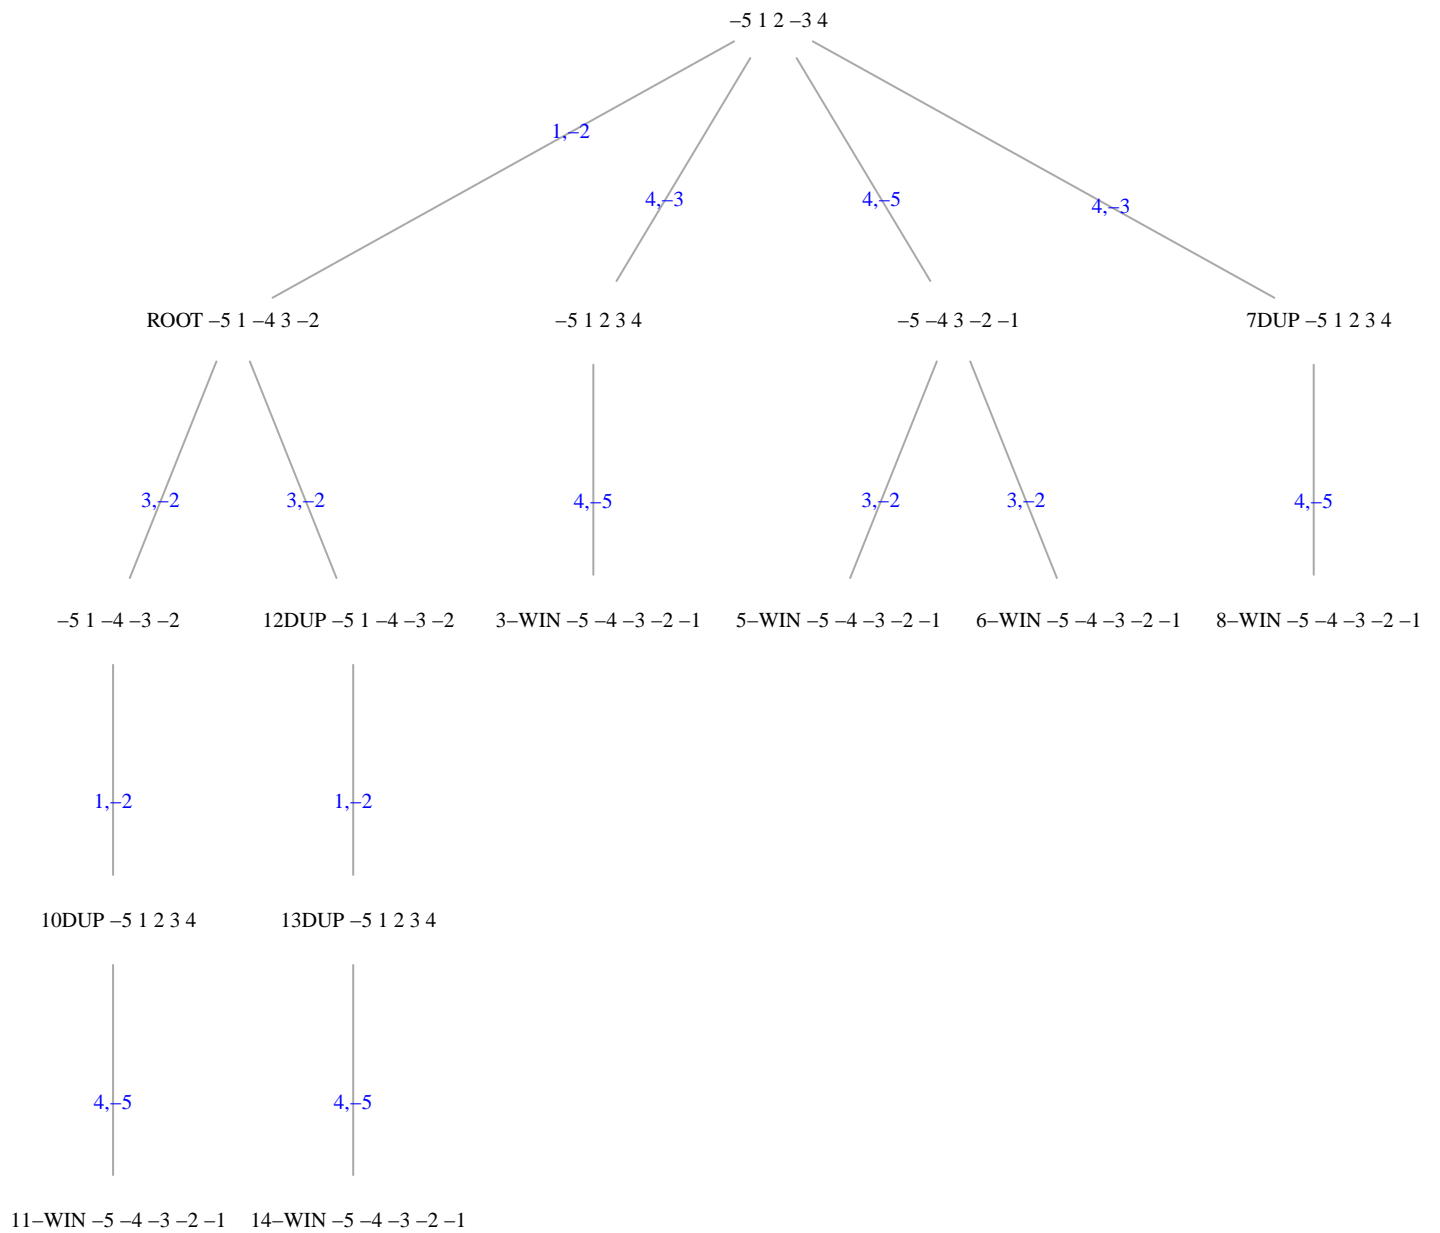 −5 1 2 −3 4
1,−2
4,−3
4,−5
4,−3
ROOT −5 1 −4 3 −2
−5 1 2 3 4
−5 −4 3 −2 −1
7DUP −5 1 2 3 4
3,−2
3,−2
4,−5
3,−2
3,−2
4,−5
−5 1 −4 −3 −2
12DUP −5 1 −4 −3 −2
3−WIN −5 −4 −3 −2 −1
5−WIN −5 −4 −3 −2 −1
6−WIN −5 −4 −3 −2 −1
8−WIN −5 −4 −3 −2 −1
1,−2
1,−2
10DUP −5 1 2 3 4
13DUP −5 1 2 3 4
4,−5
4,−5
11−WIN −5 −4 −3 −2 −1
14−WIN −5 −4 −3 −2 −1